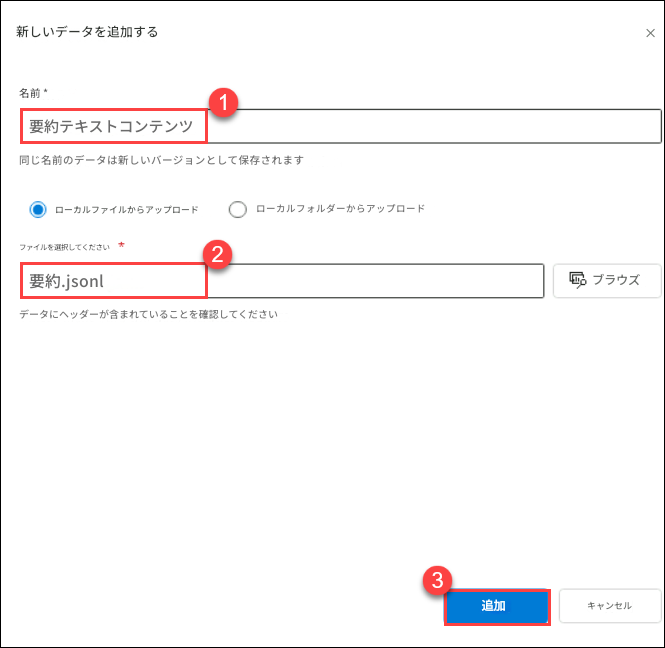 新しいデータを追加する
名前 *
1
要約テキストコンテンツ
同じ名前のデータは新しいバージョンとして保存されます
ローカルファイルからアップロード ローカルフォルダーからアップロード
ファイルを選択してください *
2
要約.jsonl
ブラウズ
データにヘッダーが含まれていることを確認してください
3
追加 キャンセル